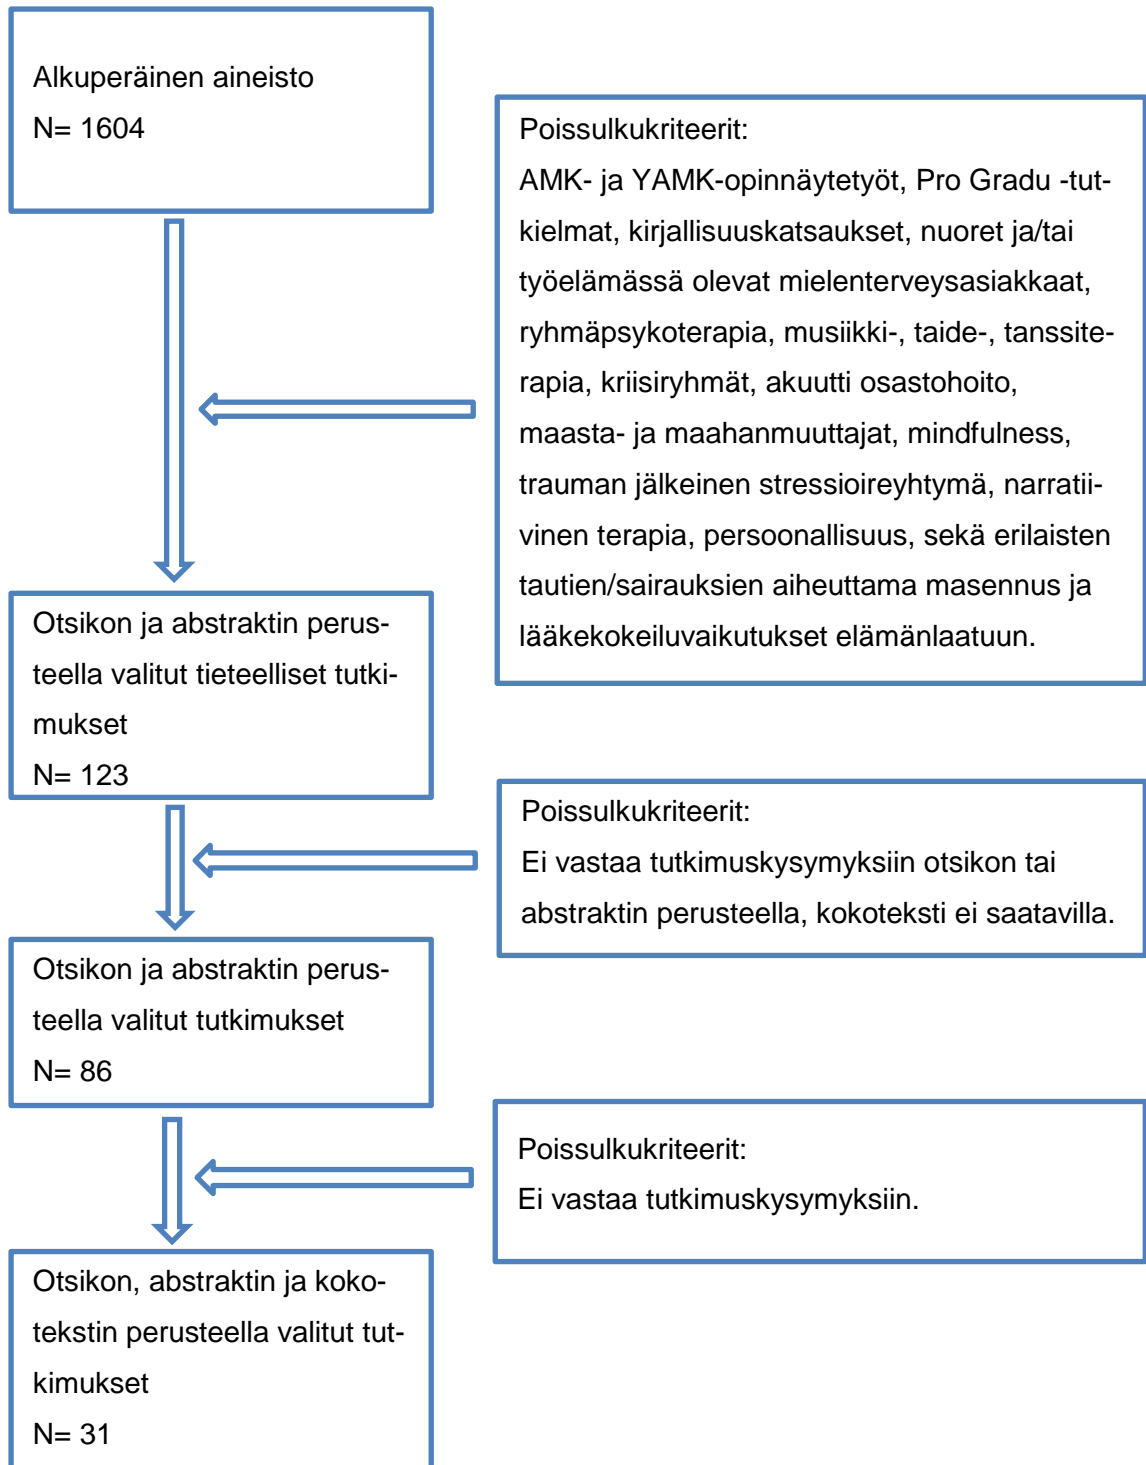 Alkuperäinen aineisto
N= 1604
Poissulkukriteerit:
AMK- ja YAMK-opinnäytetyöt, Pro Gradu -tut-
kielmat, kirjallisuuskatsaukset, nuoret ja/tai
työelämässä olevat mielenterveysasiakkaat,
ryhmäpsykoterapia, musiikki-, taide-, tanssite-
rapia, kriisiryhmät, akuutti osastohoito,
maasta- ja maahanmuuttajat, mindfulness,
trauman jälkeinen stressioireyhtymä, narratii-
vinen terapia, persoonallisuus, sekä erilaisten
tautien/sairauksien aiheuttama masennus ja
lääkekokeiluvaikutukset elämänlaatuun.
Otsikon ja abstraktin perus-
teella valitut tieteelliset tutki-
mukset
N= 123
Poissulkukriteerit:
Ei vastaa tutkimuskysymyksiin otsikon tai
abstraktin perusteella, kokoteksti ei saatavilla.
Otsikon ja abstraktin perus-
teella valitut tutkimukset
N= 86
Poissulkukriteerit:
Ei vastaa tutkimuskysymyksiin.
Otsikon, abstraktin ja koko-
tekstin perusteella valitut tut-
kimukset
N= 31